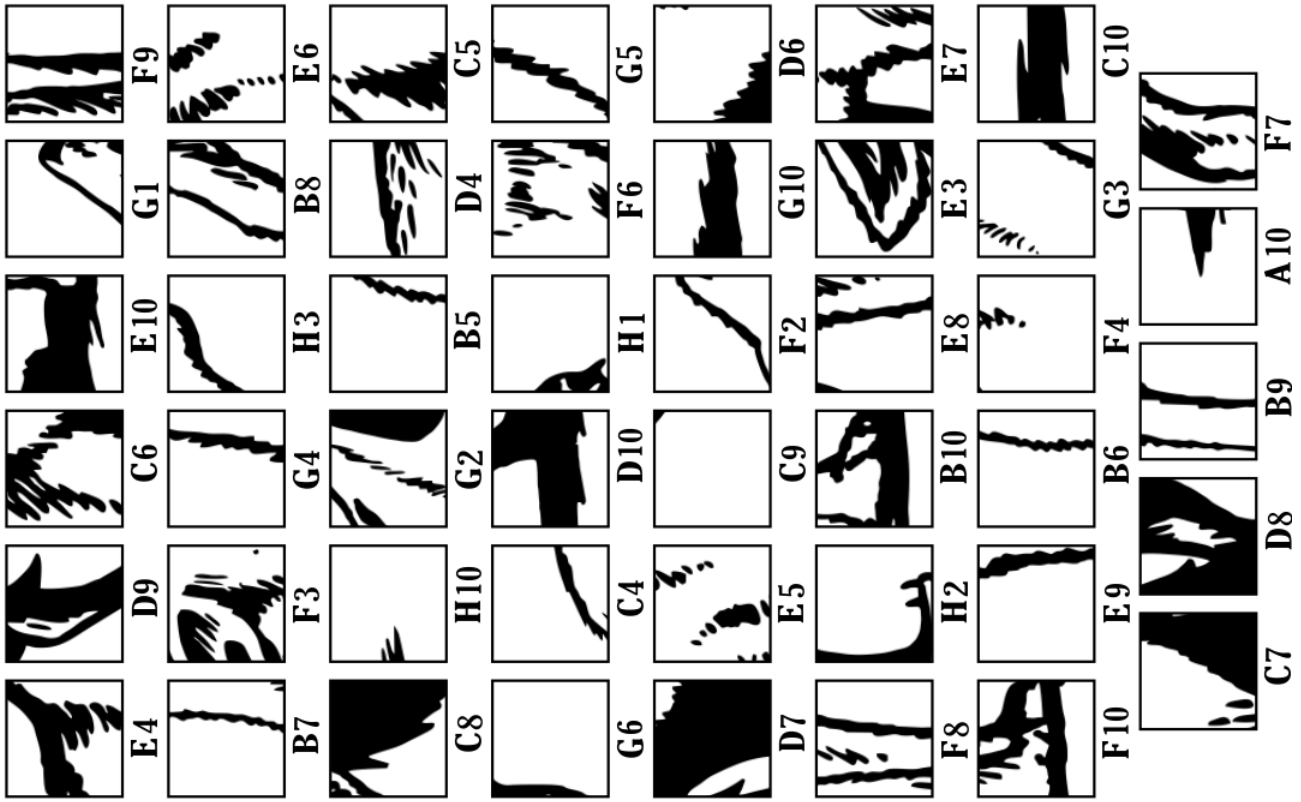 E4 D9 C6 E10 G1 F9
B7 F3 G4 H3 B8 E6
C8 H10 G2 B5 D4 C5
G6 C4 D10 H1 F6 G5
D7 E5 C9 F2 G10 D6
F8 H2 B10 E8 E3 E7
F10 E9 B6 F4 G3 C10
C7 D8 B9 A10 F7